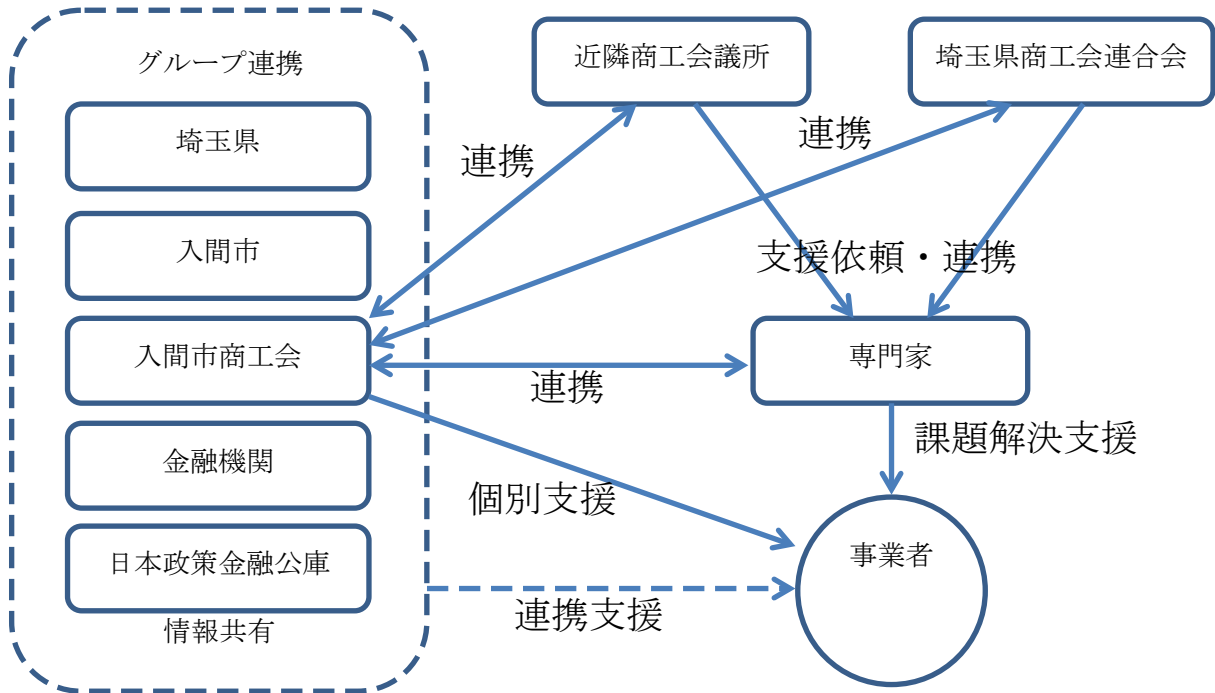 グループ連携
埼玉県
入間市
入間市商工会
金融機関
日本政策金融公庫
情報共有
近隣商工会議所
埼玉県商工会連合会
連携
連携
支援依頼・連携
専門家
連携
課題解決支援
個別支援
事業者
連携支援